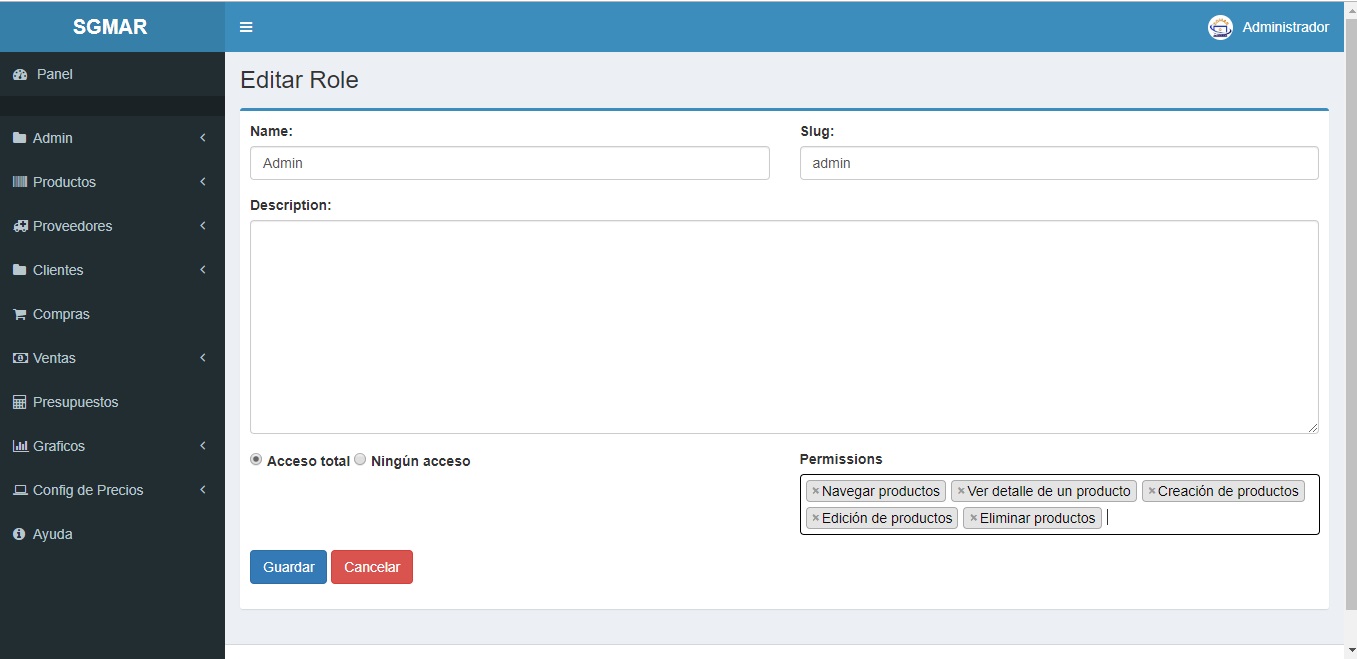 SGMAR
Administrador
Panel
Admin
Productos
Proveedores
Clientes
Compras
Ventas
Presupuestos
Graficos
Config de Precios
Ayuda
Editar Role
Name:
Slug:
Admin
admin
Description:
Acceso total Ningún acceso
Permissions
×Navegar productos ×Ver detalle de un producto ×Creación de productos
×Edición de productos ×Eliminar productos
Guardar Cancelar